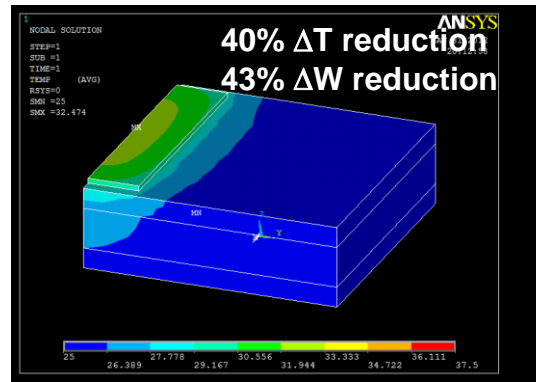 1
NODAL SOLUTION
ANSYS
40% ΔT reduction
STEP=1
SUB =1
TIME=1
43% ΔW reduction
TEMP (AVG)
RSYS=0
SMN =25
SMX =32.474
MX
MN
Z
Y
25 27.778 30.556 33.333 36.111
26.389 29.167 31.944 34.722 37.5